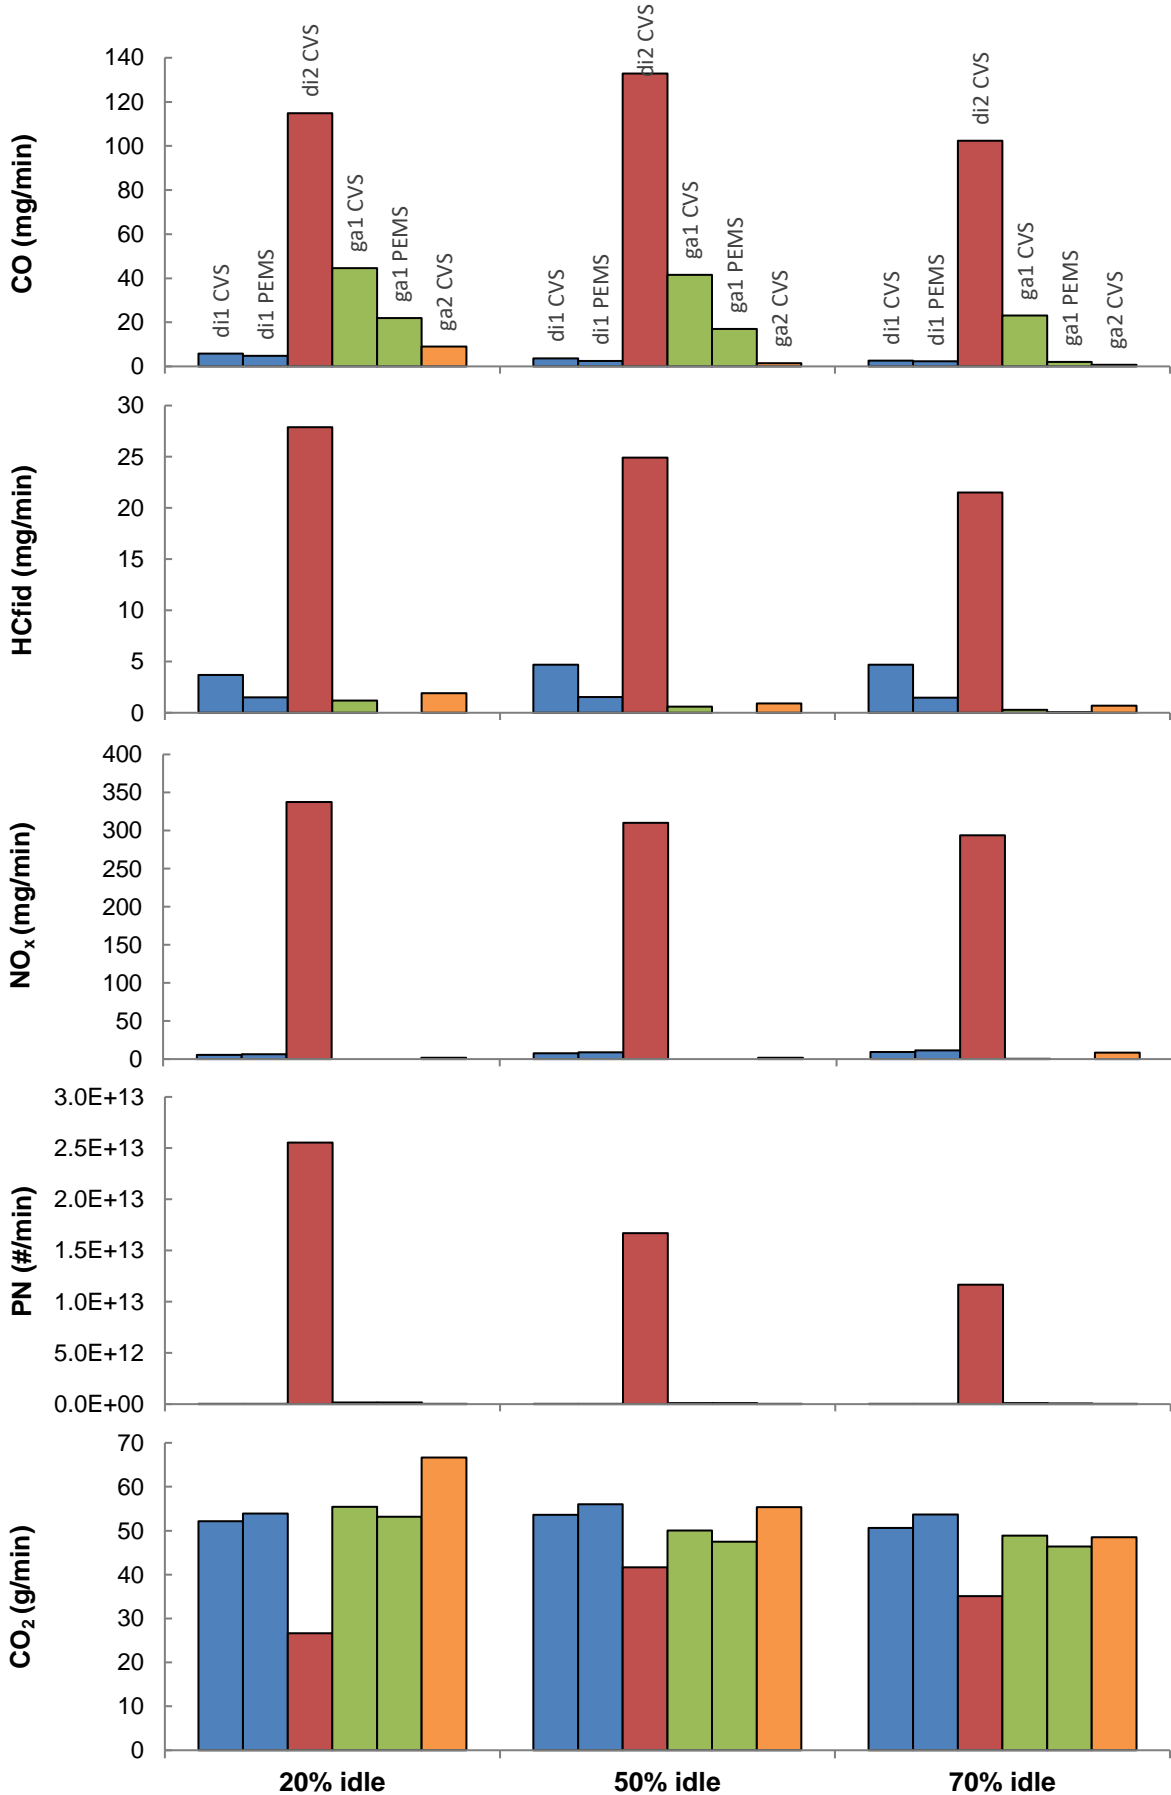 CO (mg/min)
140
120
100
80
60
40
20
0
di1 CVS
di1 PEMS
di2 CVS
ga1 CVS
ga1 PEMS
ga2 CVS
di1 CVS
di1 PEMS
di2 CVS
ga1 CVS
ga1 PEMS
ga2 CVS
di1 CVS
di1 PEMS
di2 CVS
ga1 CVS
ga1 PEMS
ga2 CVS
HCfid (mg/min)
30
25
20
15
10
5
0
NOₓ (mg/min)
400
350
300
250
200
150
100
50
0
PN (#/min)
3.0E+13
2.5E+13
2.0E+13
1.5E+13
1.0E+13
5.0E+12
0.0E+00
CO₂ (g/min)
70
60
50
40
30
20
10
0
20% idle
50% idle
70% idle